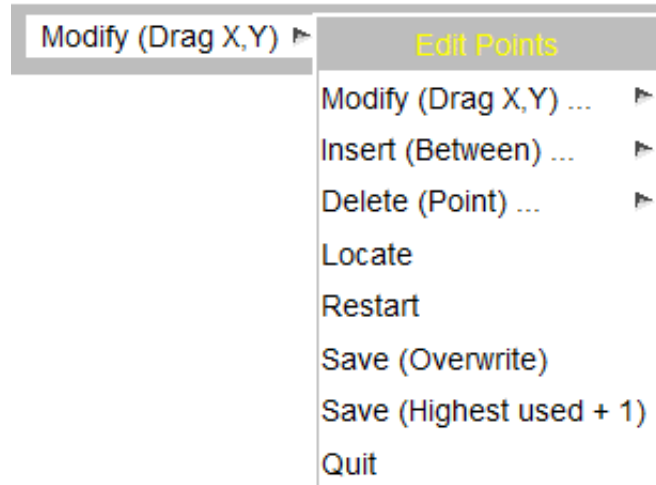 Modify (Drag X,Y)
Edit Points
Modify (Drag X,Y) ...
Insert (Between) ...
Delete (Point) ...
Locate
Restart
Save (Overwrite)
Save (Highest used + 1)
Quit